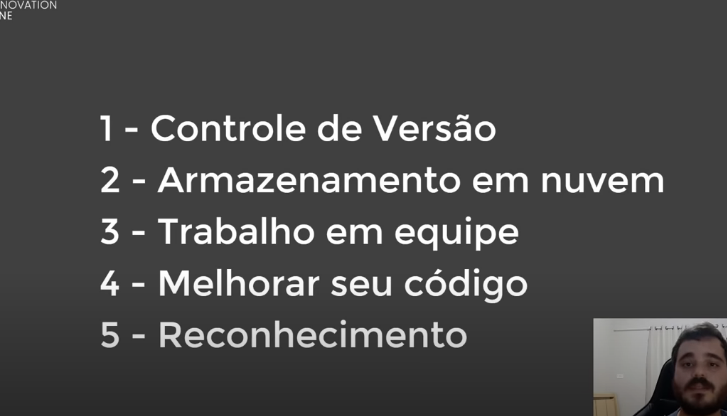 NOVATION
NE
1 - Controle de Versão
2 - Armazenamento em nuvem
3 - Trabalho em equipe
4 - Melhorar seu código
5 - Reconhecimento